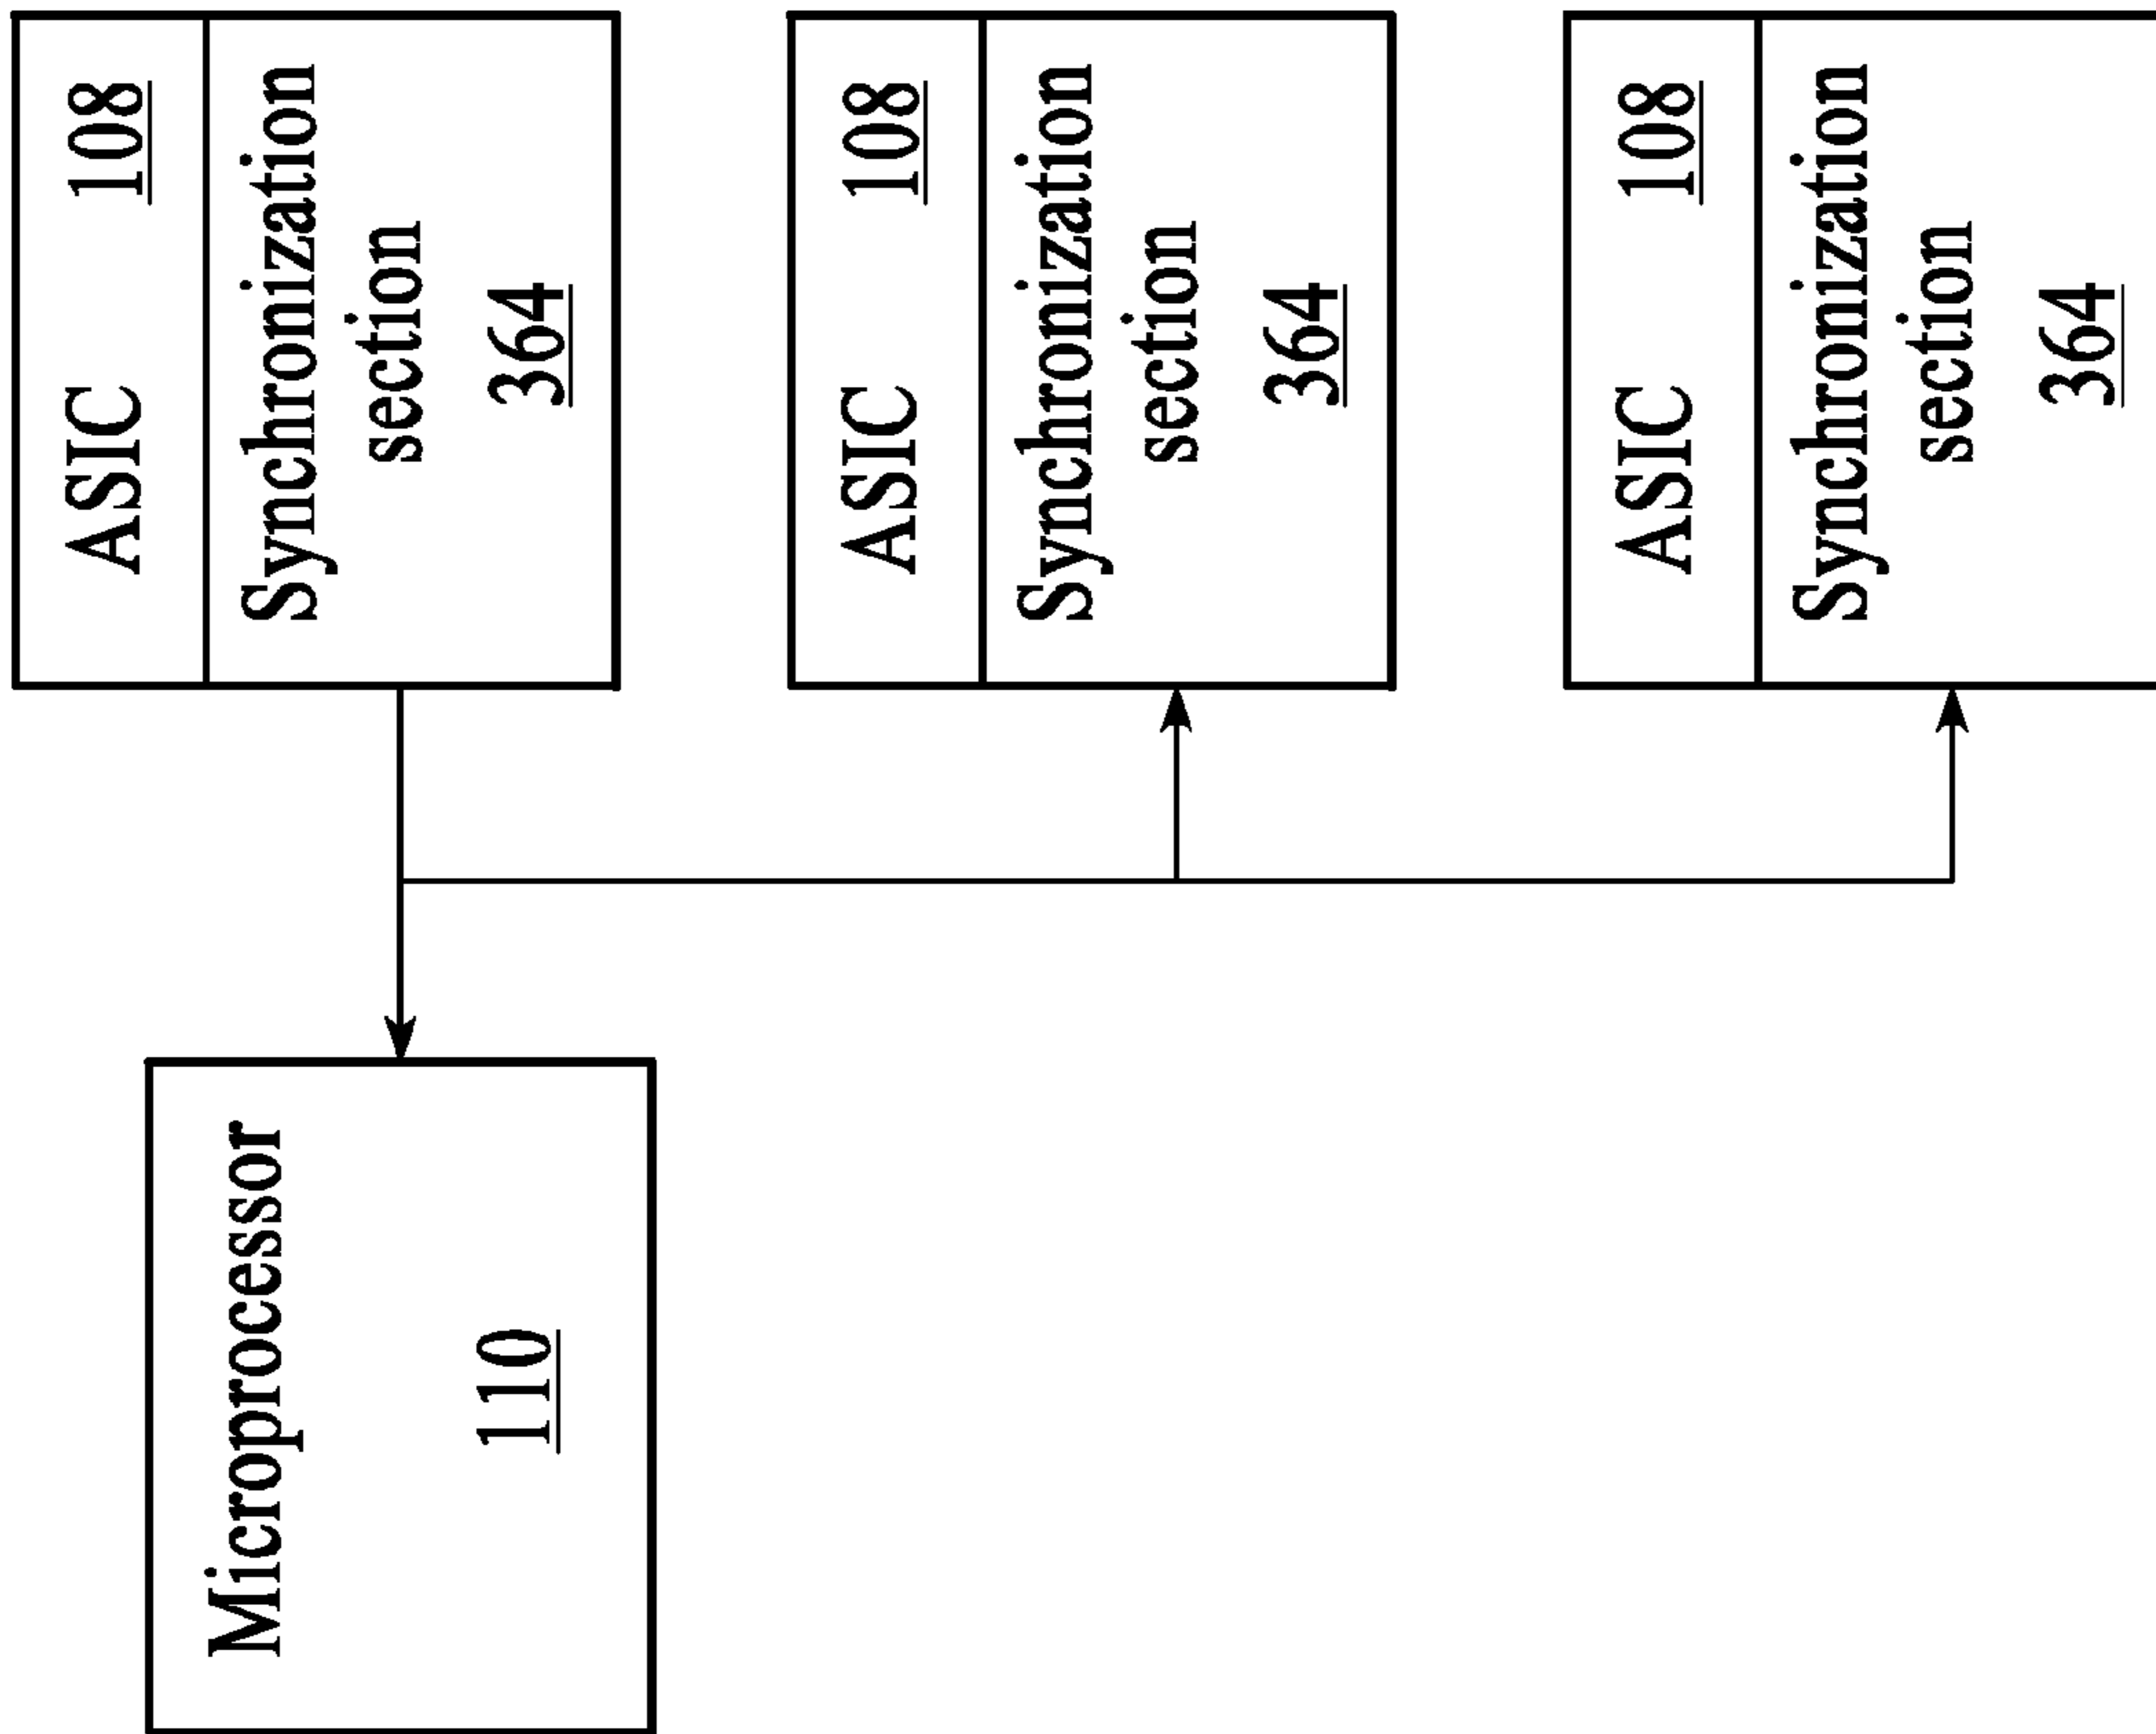 Microprocessor
110
ASIC 108
Synchronization
section
364
ASIC 108
Synchronization
section
364
ASIC 108
Synchronization
section
364